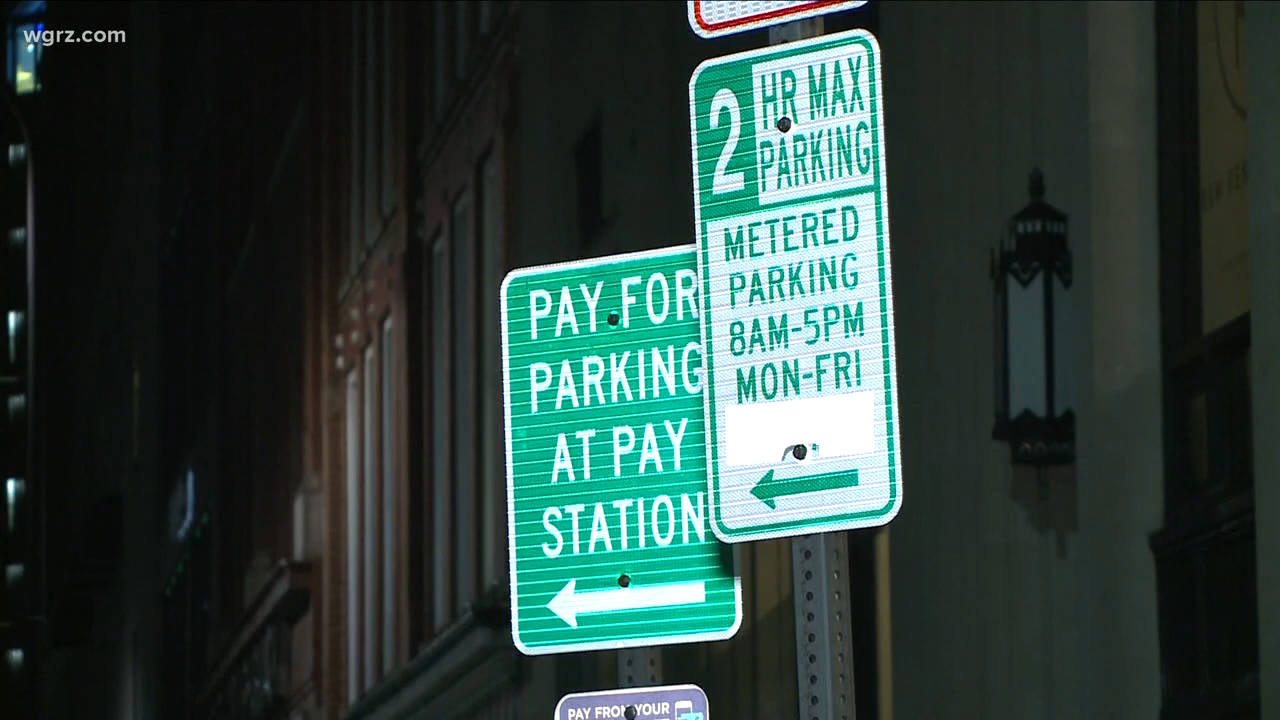 wgrz.com
2
HR MAX
PARKING
METERED
PARKING
8AM-5PM
MON-FRI
PAY FOR
PARKING
AT PAY
STATION
PAY FROM YOUR